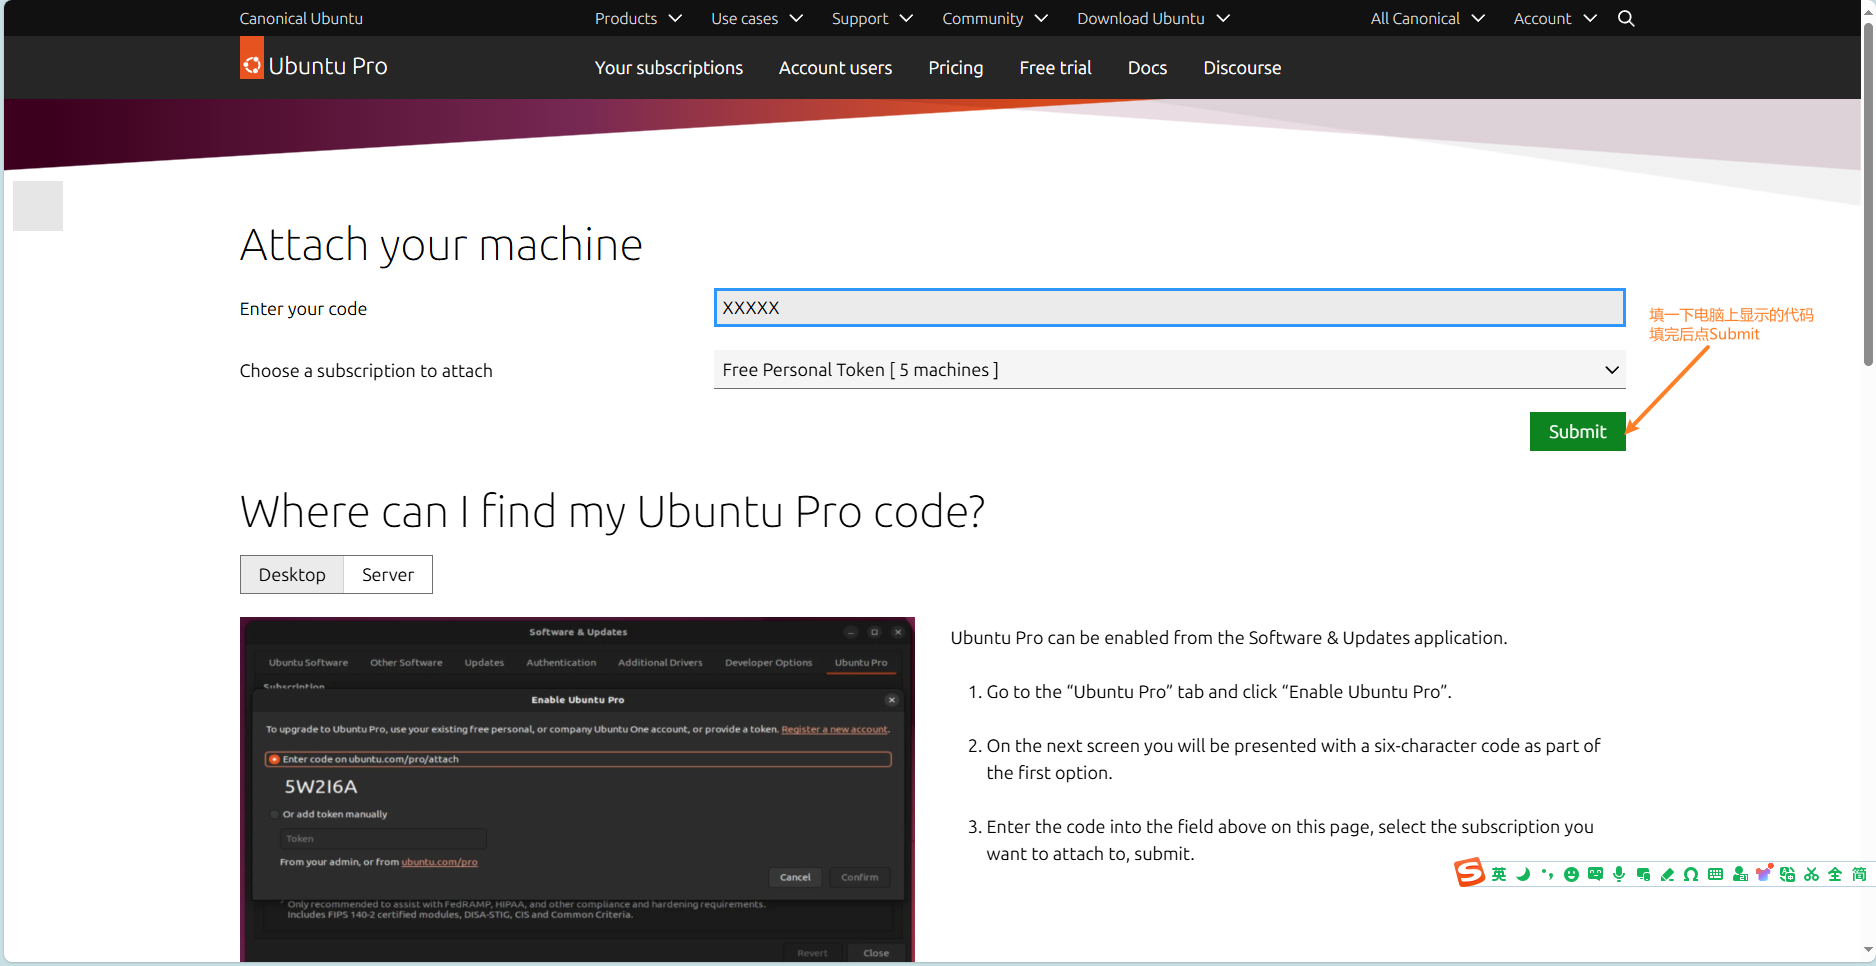 Canonical Ubuntu
Products
Use cases
Support
Community
Download Ubuntu
All Canonical
Account
Ubuntu Pro
Your subscriptions
Account users
Pricing
Free trial
Docs
Discourse
Attach your machine
Enter your code
XXXXX
填一下电脑上显示的代码
填完后点Submit
Choose a subscription to attach
Free Personal Token [ 5 machines ]
Submit
Where can I find my Ubuntu Pro code?
Desktop
Server
Software & Updates
Ubuntu Software
Other Software
Updates
Authentication
Additional Drivers
Developer Options
Ubuntu Pro
Subscription
Enable Ubuntu Pro
To upgrade to Ubuntu Pro, use your existing free personal, or company Ubuntu One account, or provide a token. Register a new account.
Enter code on ubuntu.com/pro/attach
5W2I6A
Or add token manually
Token
From your admin, or from ubuntu.com/pro
Cancel
Confirm
Only recommended to assist with FedRAMP, HIPAA, and other compliance and hardening requirements.
Includes FIPS 140-2 certified modules, DISA-STIG, CIS and Common Criteria.
Revert
Close
Ubuntu Pro can be enabled from the Software & Updates application.
1. Go to the “Ubuntu Pro” tab and click “Enable Ubuntu Pro”.
2. On the next screen you will be presented with a six-character code as part of
the first option.
3. Enter the code into the field above on this page, select the subscription you
want to attach to, submit.
S 英 全 简